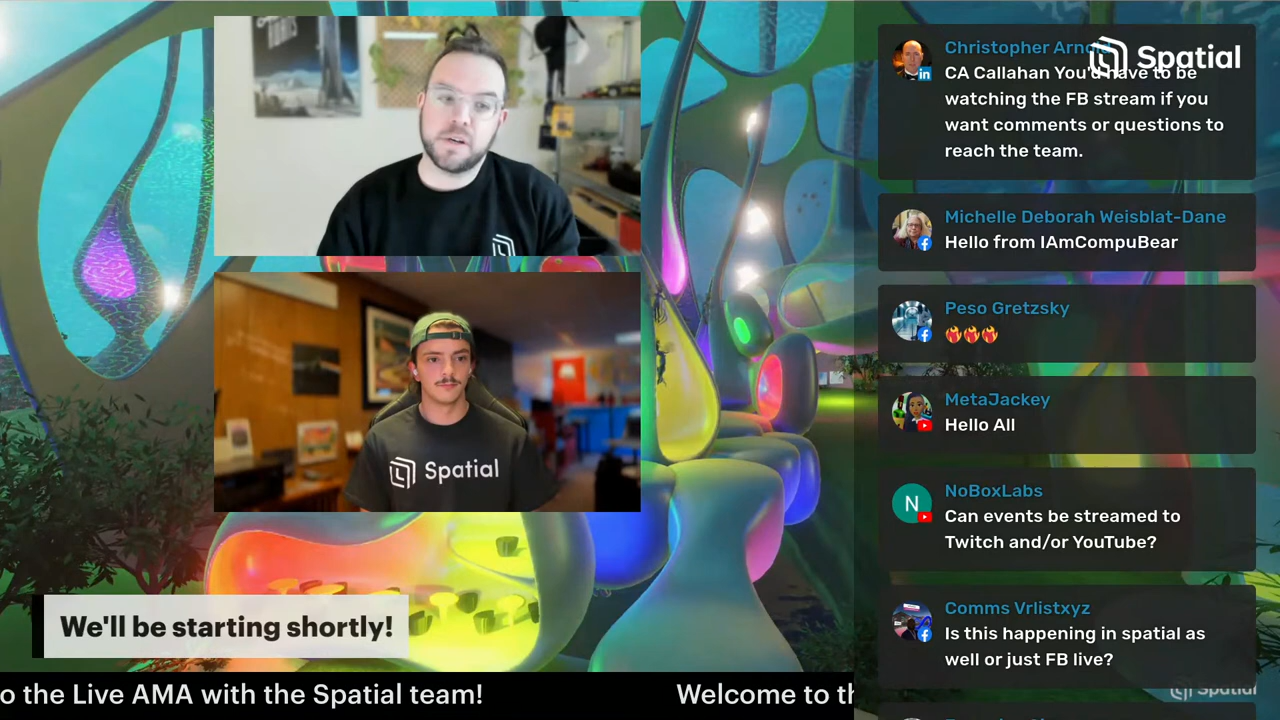 Spatial
Christopher Arnold
CA Callahan You'd have to be
watching the FB stream if you
want comments or questions to
reach the team.
Michelle Deborah Weisblat-Dane
Hello from IAmCompuBear
Peso Gretzsky
MetaJackey
Hello All
N
NoBoxLabs
Can events be streamed to
Twitch and/or YouTube?
Comms Vrlistxyz
Is this happening in spatial as
well or just FB live?
Spatial
Spatial
We'll be starting shortly!
o the Live AMA with the Spatial team!
Welcome to th